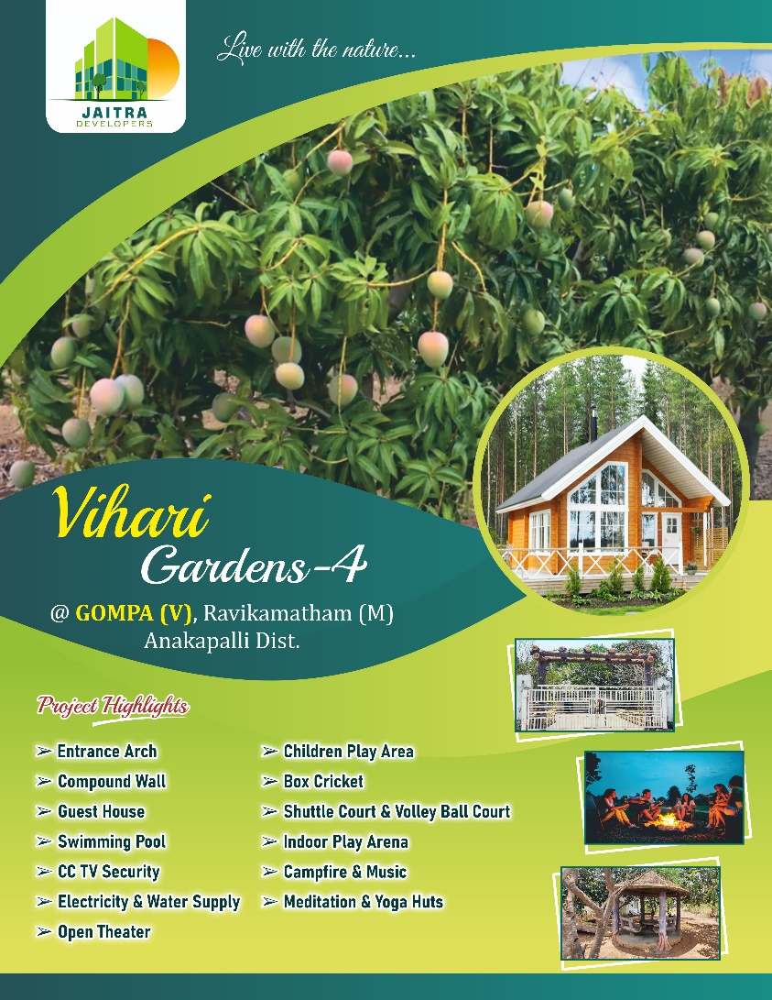 JAITRA
DEVELOPERS
Live with the nature...
Vihari
Gardens-4
@ GOMPA (V), Ravikamatham (M)
Anakapalli Dist.
Project Highlights
➢ Entrance Arch
➢ Compound Wall
➢ Guest House
➢ Swimming Pool
➢ CC TV Security
➢ Electricity & Water Supply
➢ Open Theater
➢ Children Play Area
➢ Box Cricket
➢ Shuttle Court & Volley Ball Court
➢ Indoor Play Arena
➢ Campfire & Music
➢ Meditation & Yoga Huts